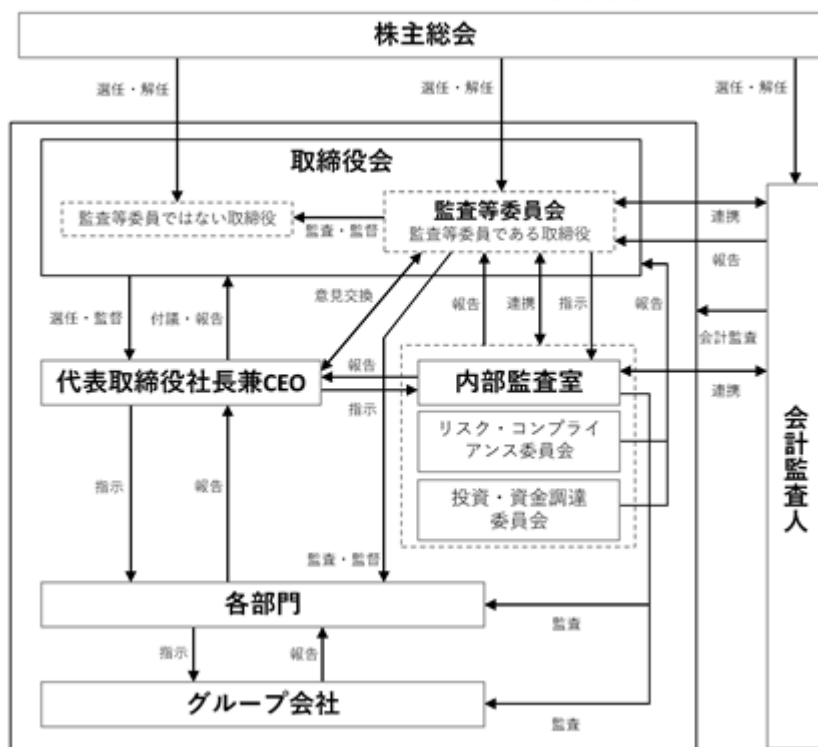 株主総会
選任・解任
選任・解任
選任・解任
取締役会
監査等委員ではない取締役
監査・監督
監査等委員会
監査等委員である取締役
連携
報告
選任・監督
付議・報告
意見交換
報告
連携
指示
報告
会計監査
代表取締役社長兼CEO
報告
指示
内部監査室
連携
リスク・コンプライ
アンス委員会
投資・資金調達
委員会
会計監査人
指示
報告
監査・監督
各部門
監査
指示
報告
グループ会社
監査